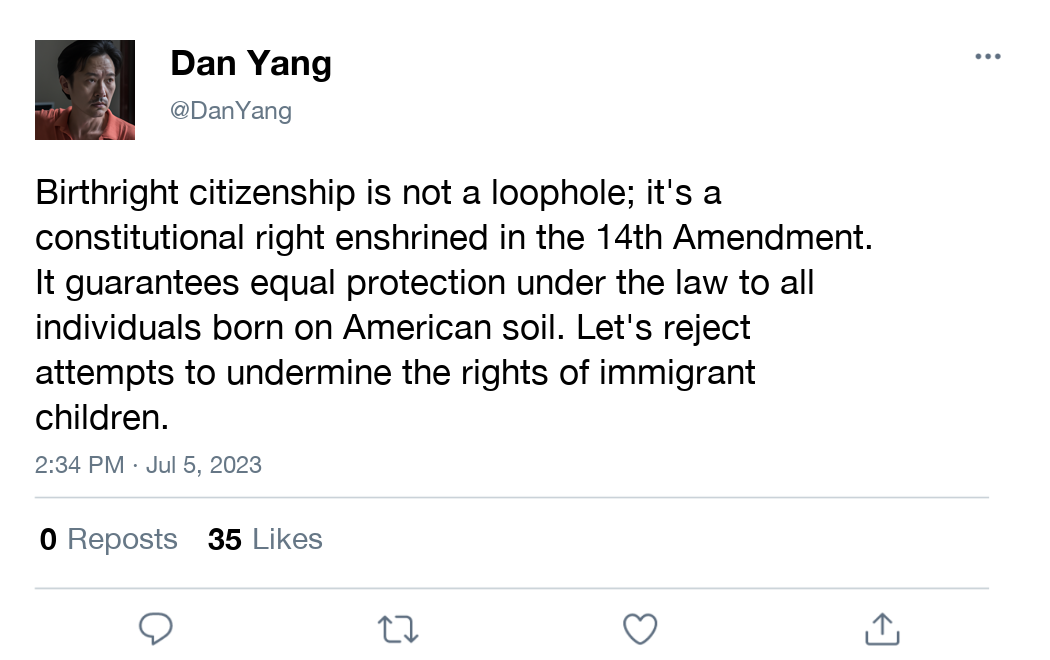 Dan Yang
@DanYang
Birthright citizenship is not a loophole; it's a
constitutional right enshrined in the 14th Amendment.
It guarantees equal protection under the law to all
individuals born on American soil. Let's reject
attempts to undermine the rights of immigrant
children.
2:34 PM · Jul 5, 2023
0 Reposts 35 Likes